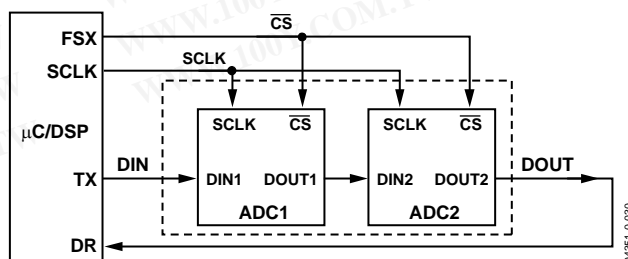 CS
FSX
SCLK
SCLK
SCLK
CS
SCLK
CS
μC/DSP
DIN
DOUT
TX
DIN1
DOUT1
DIN2
DOUT2
ADC1
ADC2
DR